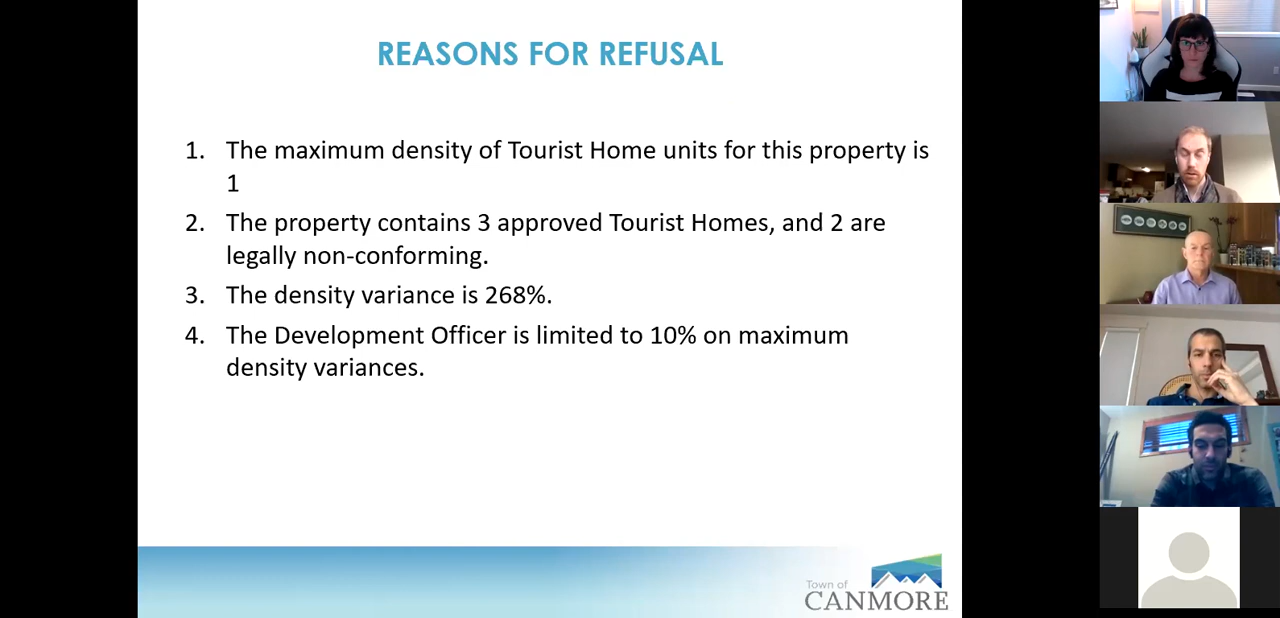 REASONS FOR REFUSAL
1. The maximum density of Tourist Home units for this property is
1
2. The property contains 3 approved Tourist Homes, and 2 are
legally non-conforming.
3. The density variance is 268%.
4. The Development Officer is limited to 10% on maximum
density variances.
Town of
CANMORE